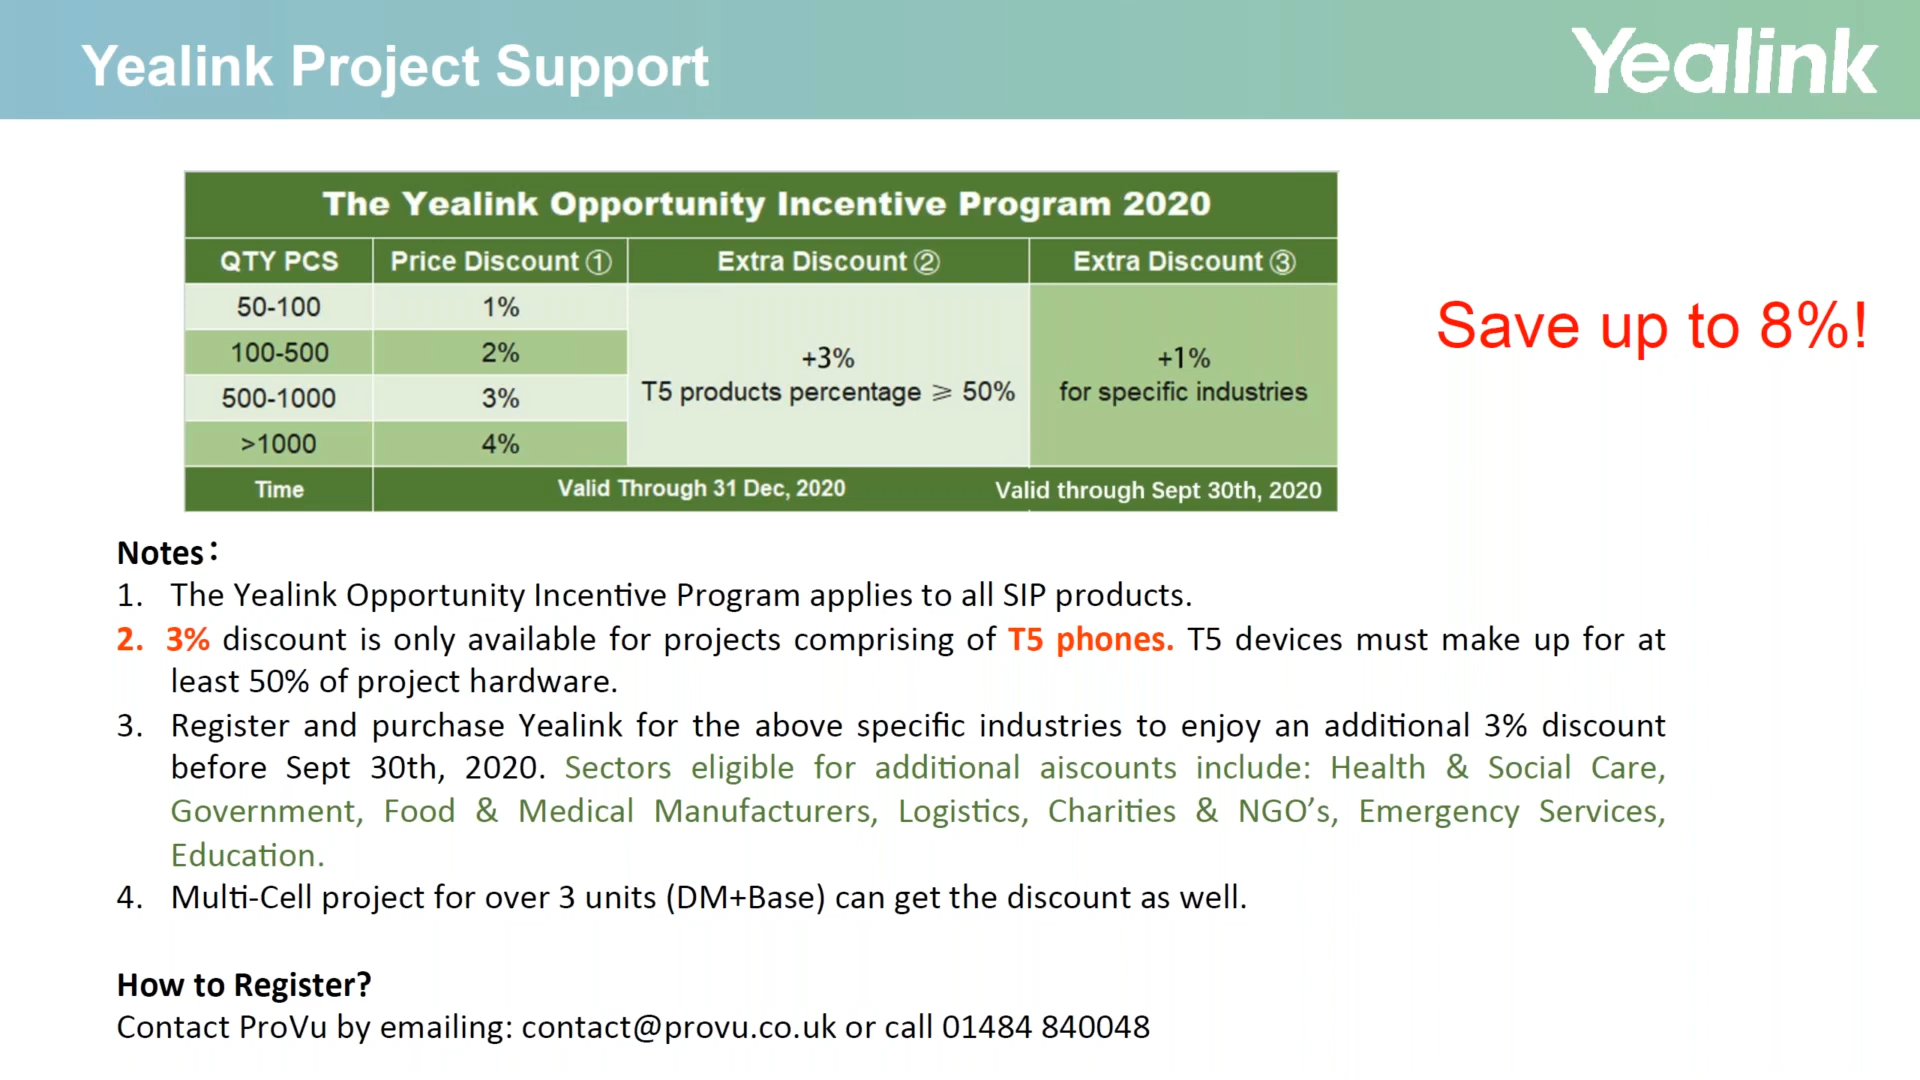 Yealink Project Support
Yealink
The Yealink Opportunity Incentive Program 2020
QTY PCS Price Discount ① Extra Discount ② Extra Discount ③
50-100 1%
100-500 2%
500-1000 3%
>1000 4%
+3%
T5 products percentage ⩾ 50%
+1%
for specific industries
Time Valid Through 31 Dec, 2020 Valid through Sept 30th, 2020
Save up to 8%!
Notes：
1. The Yealink Opportunity Incentive Program applies to all SIP products.
2. 3% discount is only available for projects comprising of T5 phones. T5 devices must make up for at
least 50% of project hardware.
3. Register and purchase Yealink for the above specific industries to enjoy an additional 3% discount
before Sept 30th, 2020. Sectors eligible for additional aiscounts include: Health & Social Care,
Government, Food & Medical Manufacturers, Logistics, Charities & NGO’s, Emergency Services,
Education.
4. Multi-Cell project for over 3 units (DM+Base) can get the discount as well.
How to Register?
Contact ProVu by emailing: contact@provu.co.uk or call 01484 840048